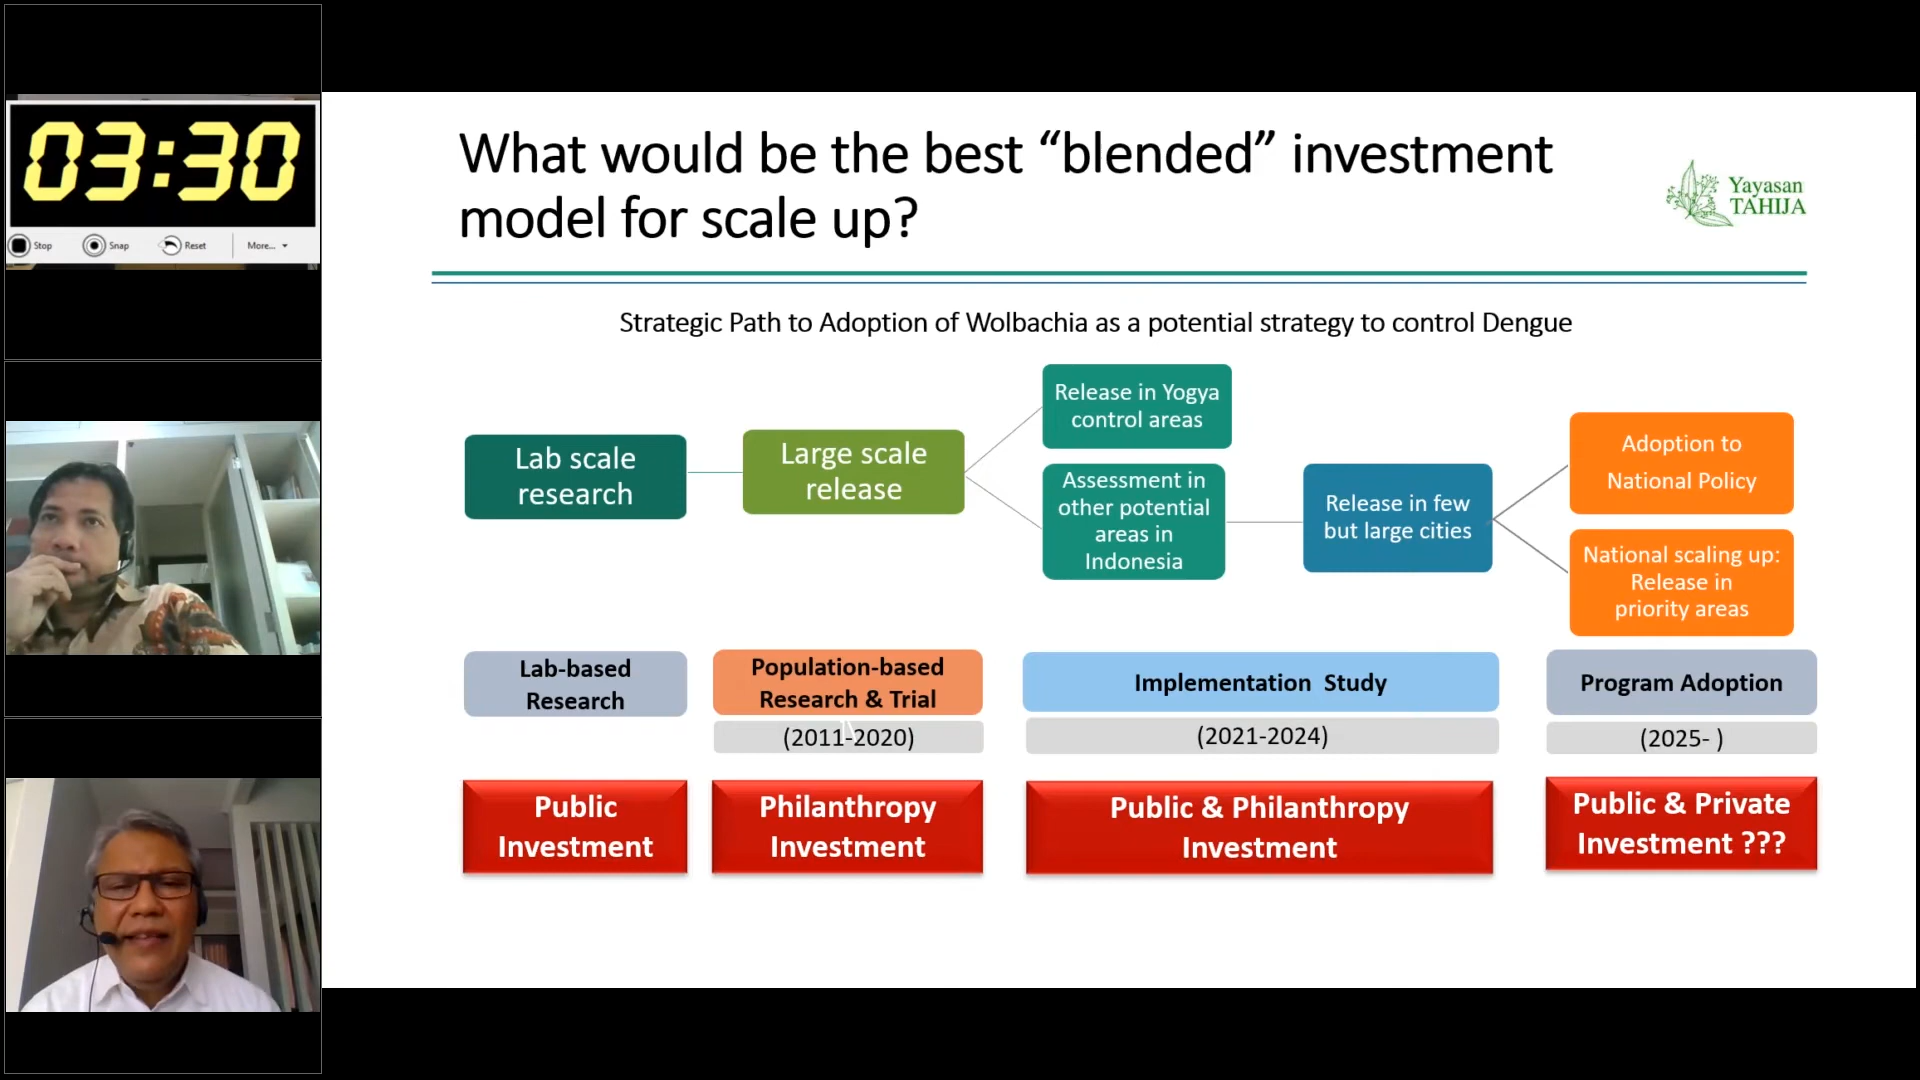 03:30
Stop Snap Reset More...
What would be the best “blended” investment
model for scale up?
Yayasan
TAHIJA
Strategic Path to Adoption of Wolbachia as a potential strategy to control Dengue
Lab scale
research
Large scale
release
Release in Yogya
control areas
Assessment in
other potential
areas in
Indonesia
Release in few
but large cities
Adoption to
National Policy
National scaling up:
Release in
priority areas
Lab-based
Research
Population-based
Research & Trial
(2011-2020)
Implementation Study
(2021-2024)
Program Adoption
(2025- )
Public
Investment
Philanthropy
Investment
Public & Philanthropy
Investment
Public & Private
Investment ???